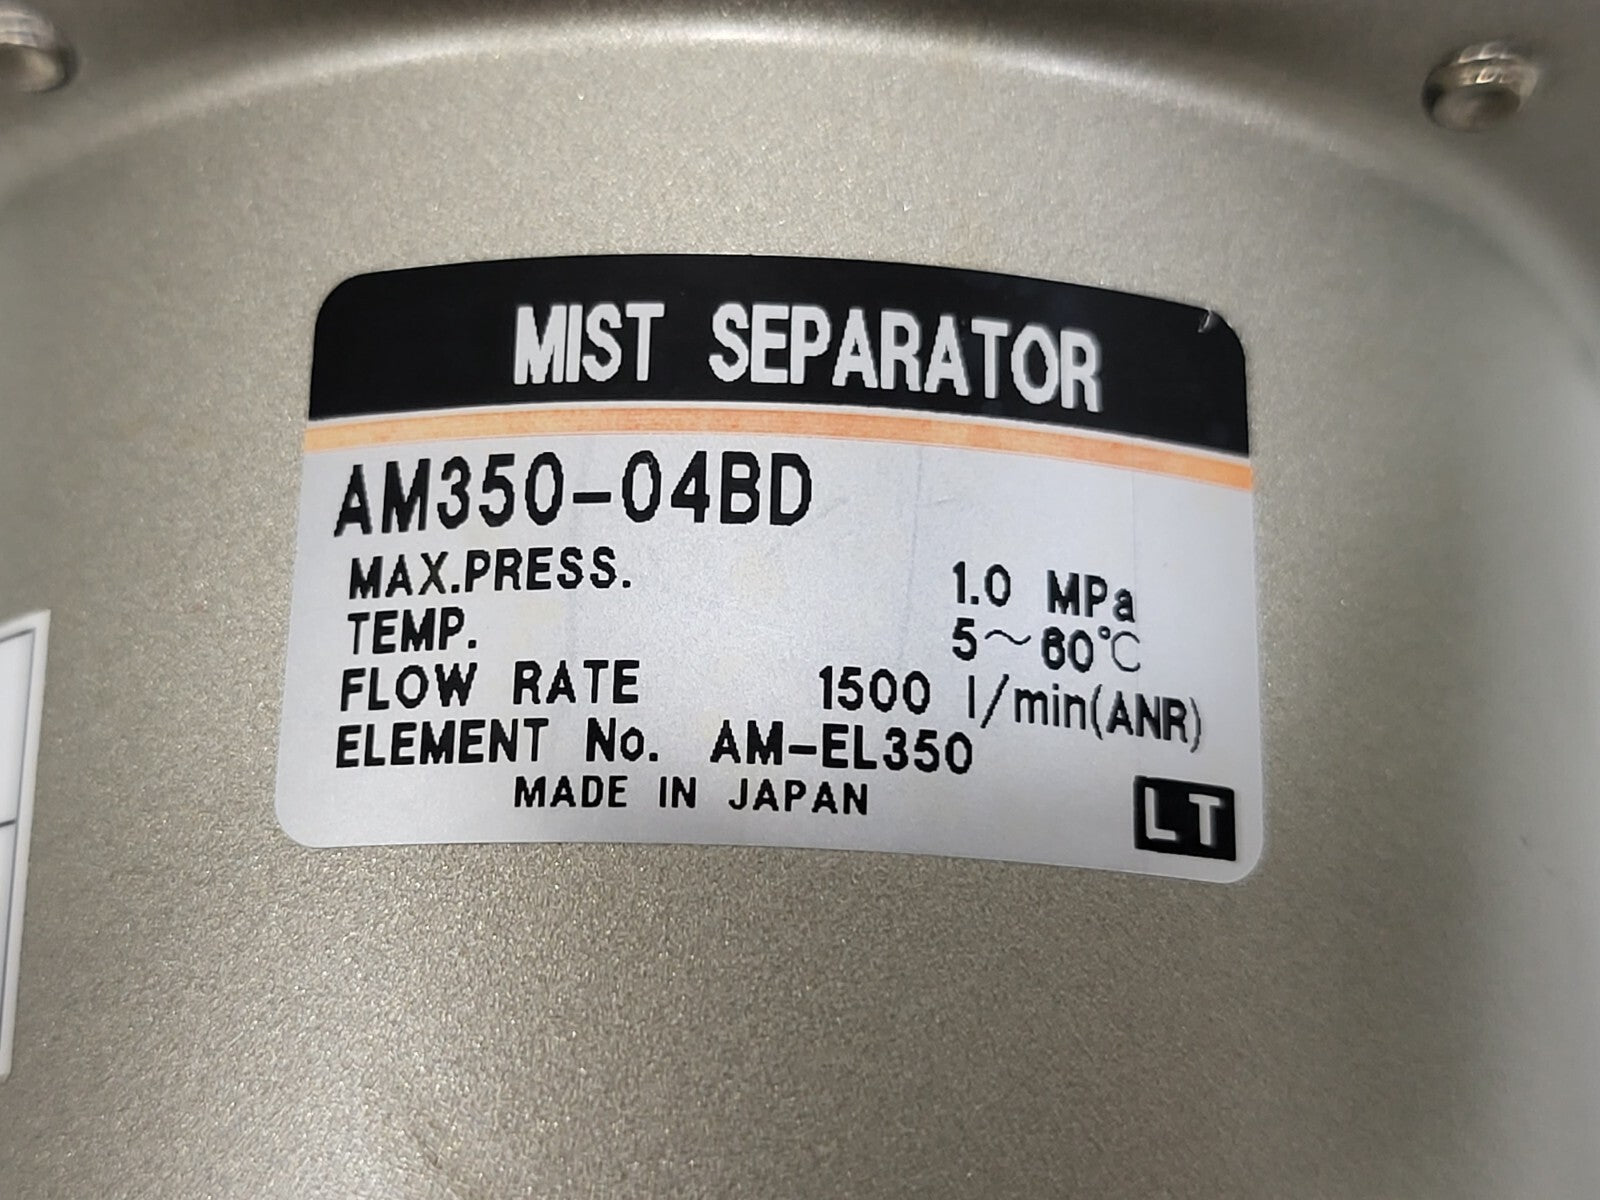 MIST SEPARATOR
AM350-04BD
MAX.PRESS. 1.0 MPa
TEMP. 5~60℃
FLOW RATE 1500 l/min(ANR)
ELEMENT No. AM-EL350
MADE IN JAPAN
LT